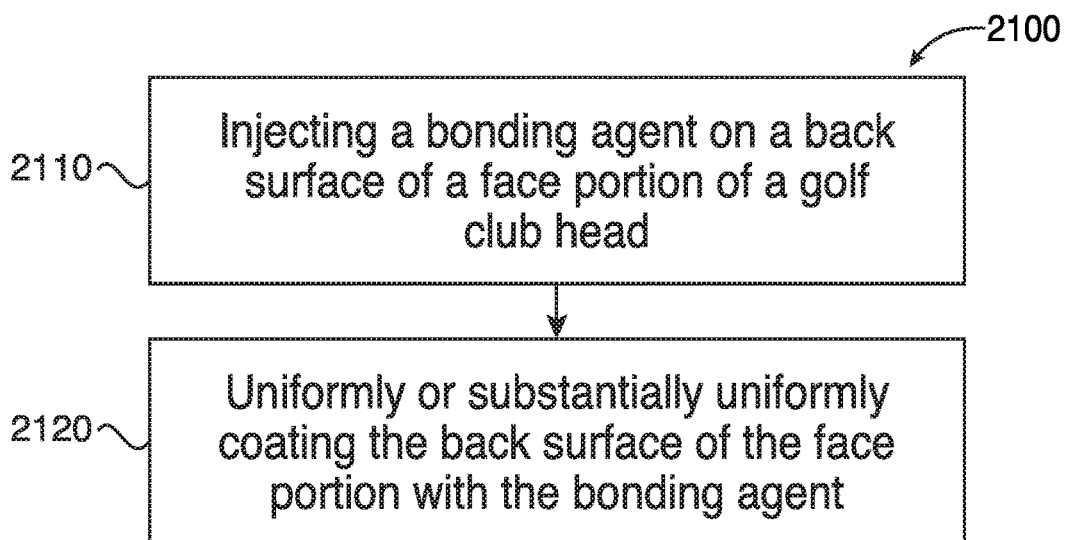 2100
Injecting a bonding agent on a back
surface of a face portion of a golf
club head
2110
Uniformly or substantially uniformly
coating the back surface of the face
portion with the bonding agent
2120